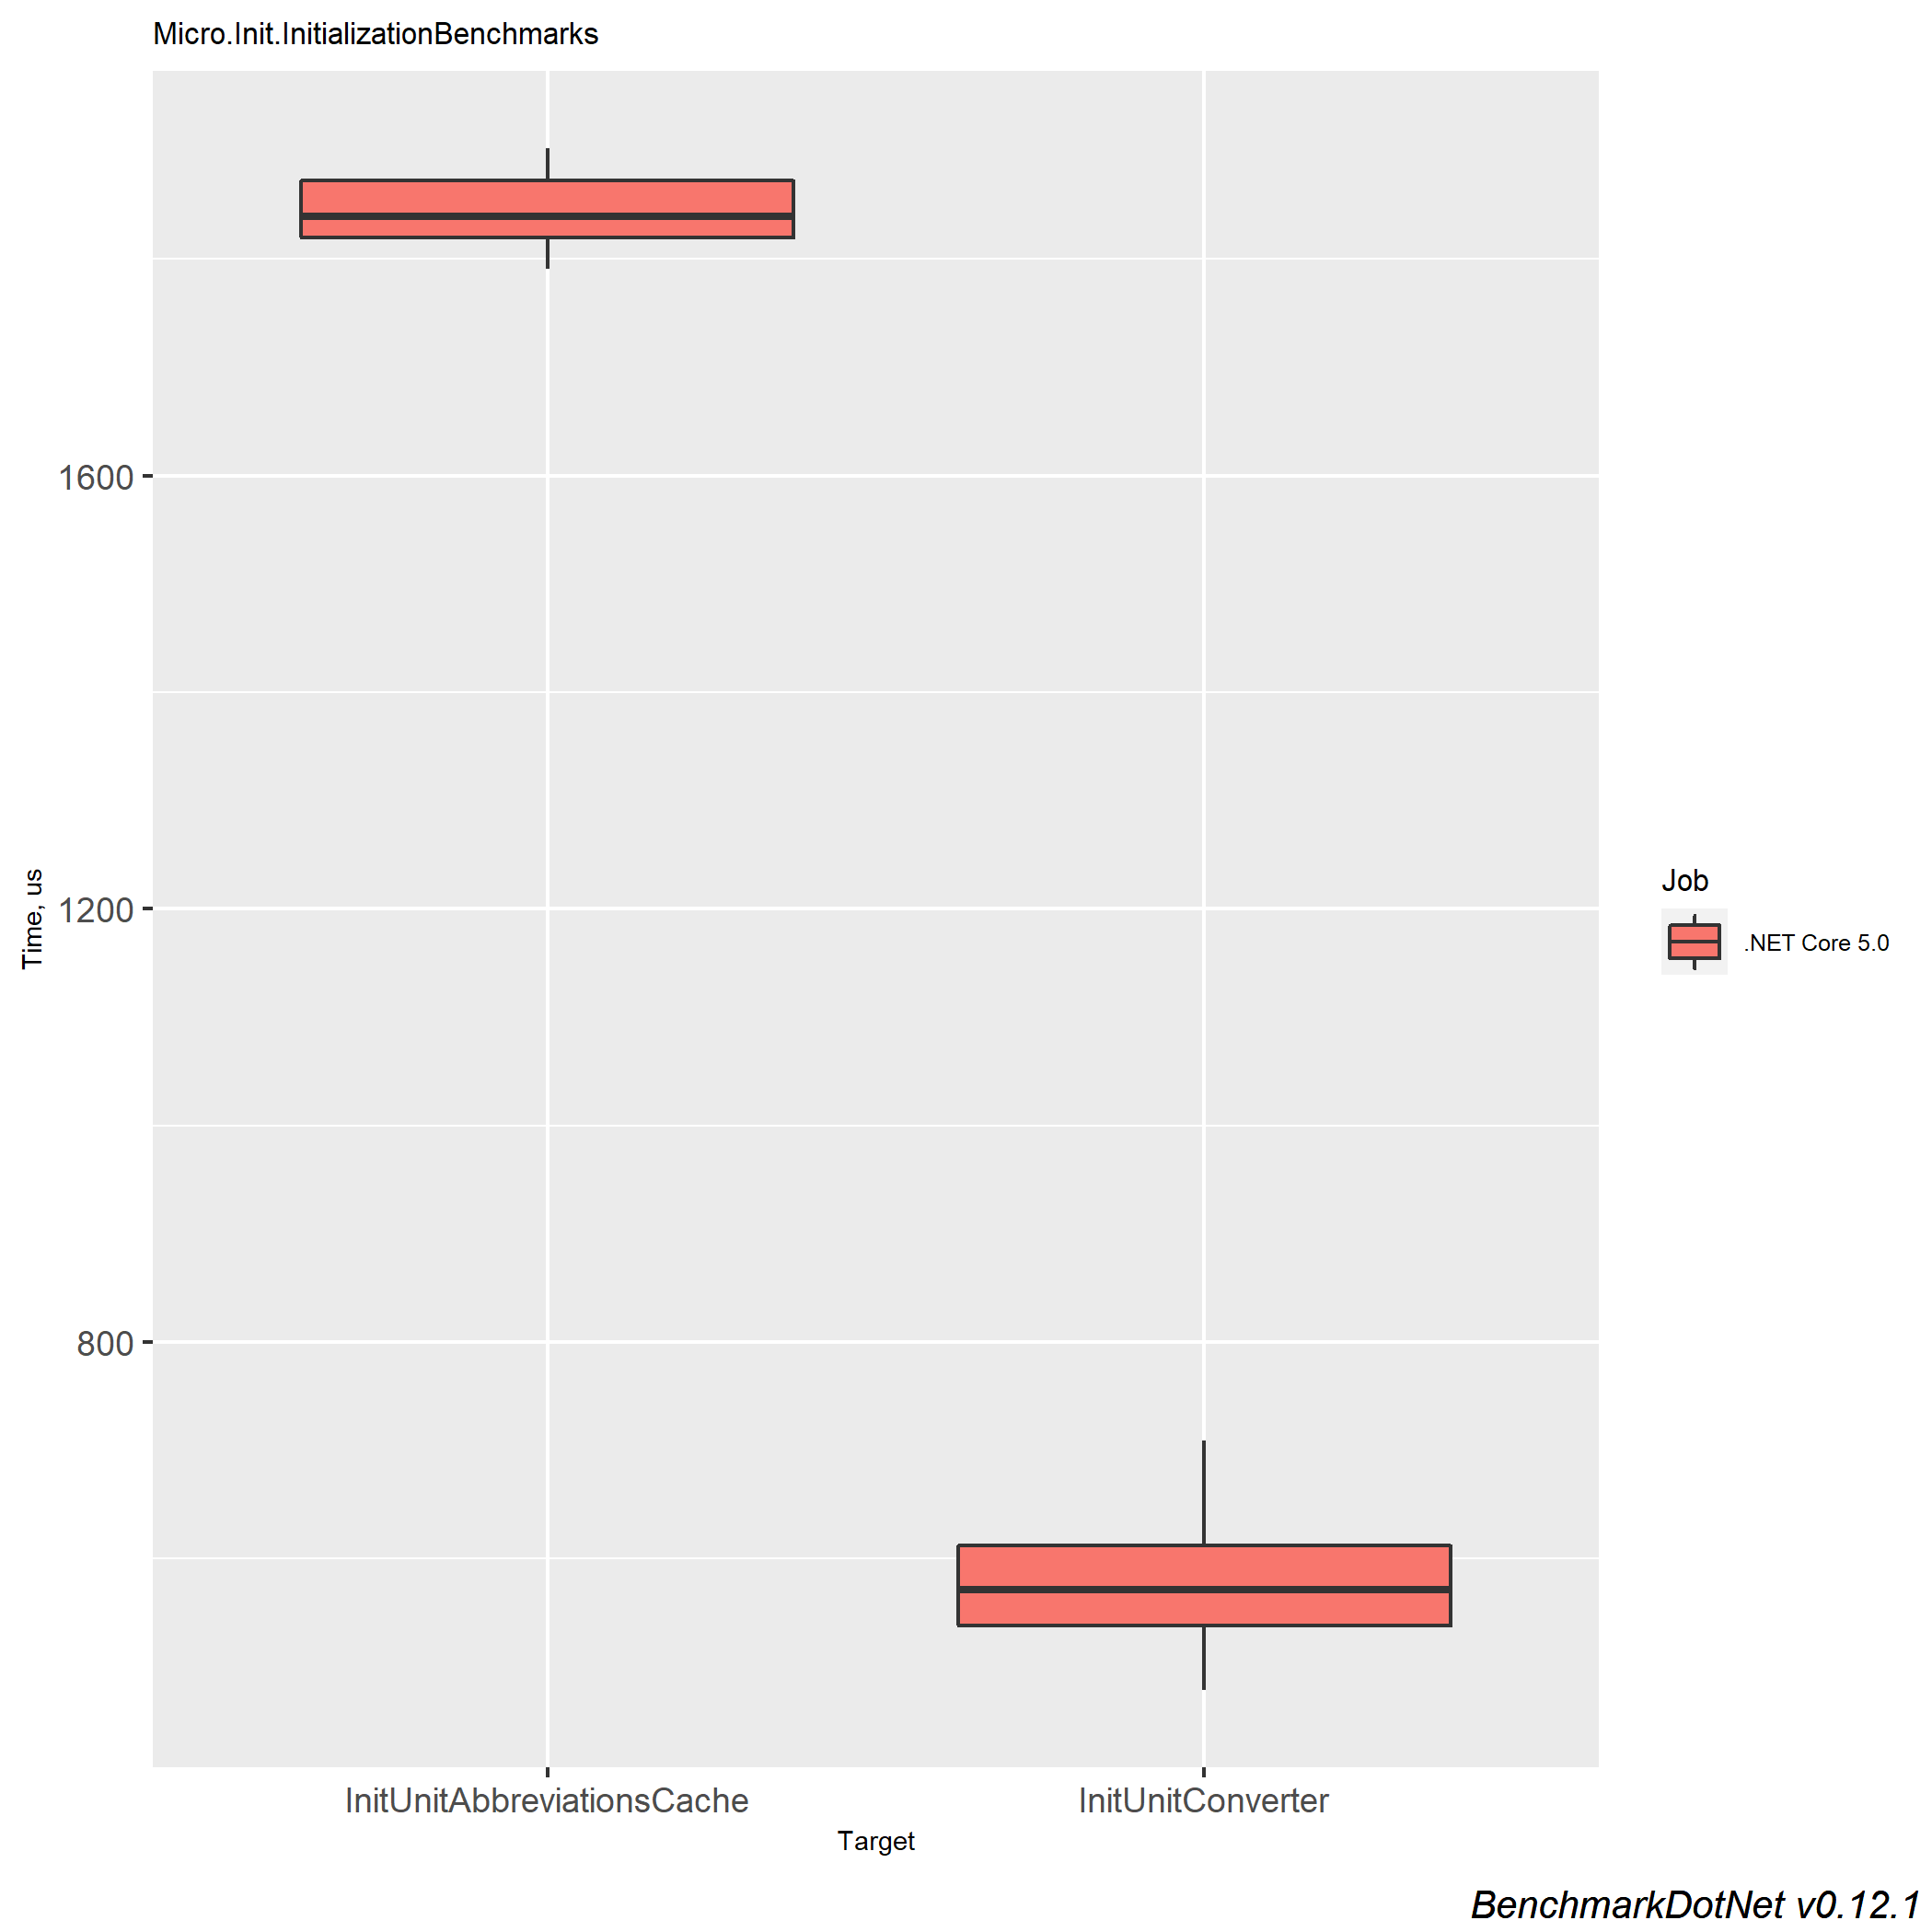 Micro.Init.InitializationBenchmarks
Time, us
1600
1200
800
InitUnitAbbreviationsCache
InitUnitConverter
Target
Job
.NET Core 5.0
BenchmarkDotNet v0.12.1